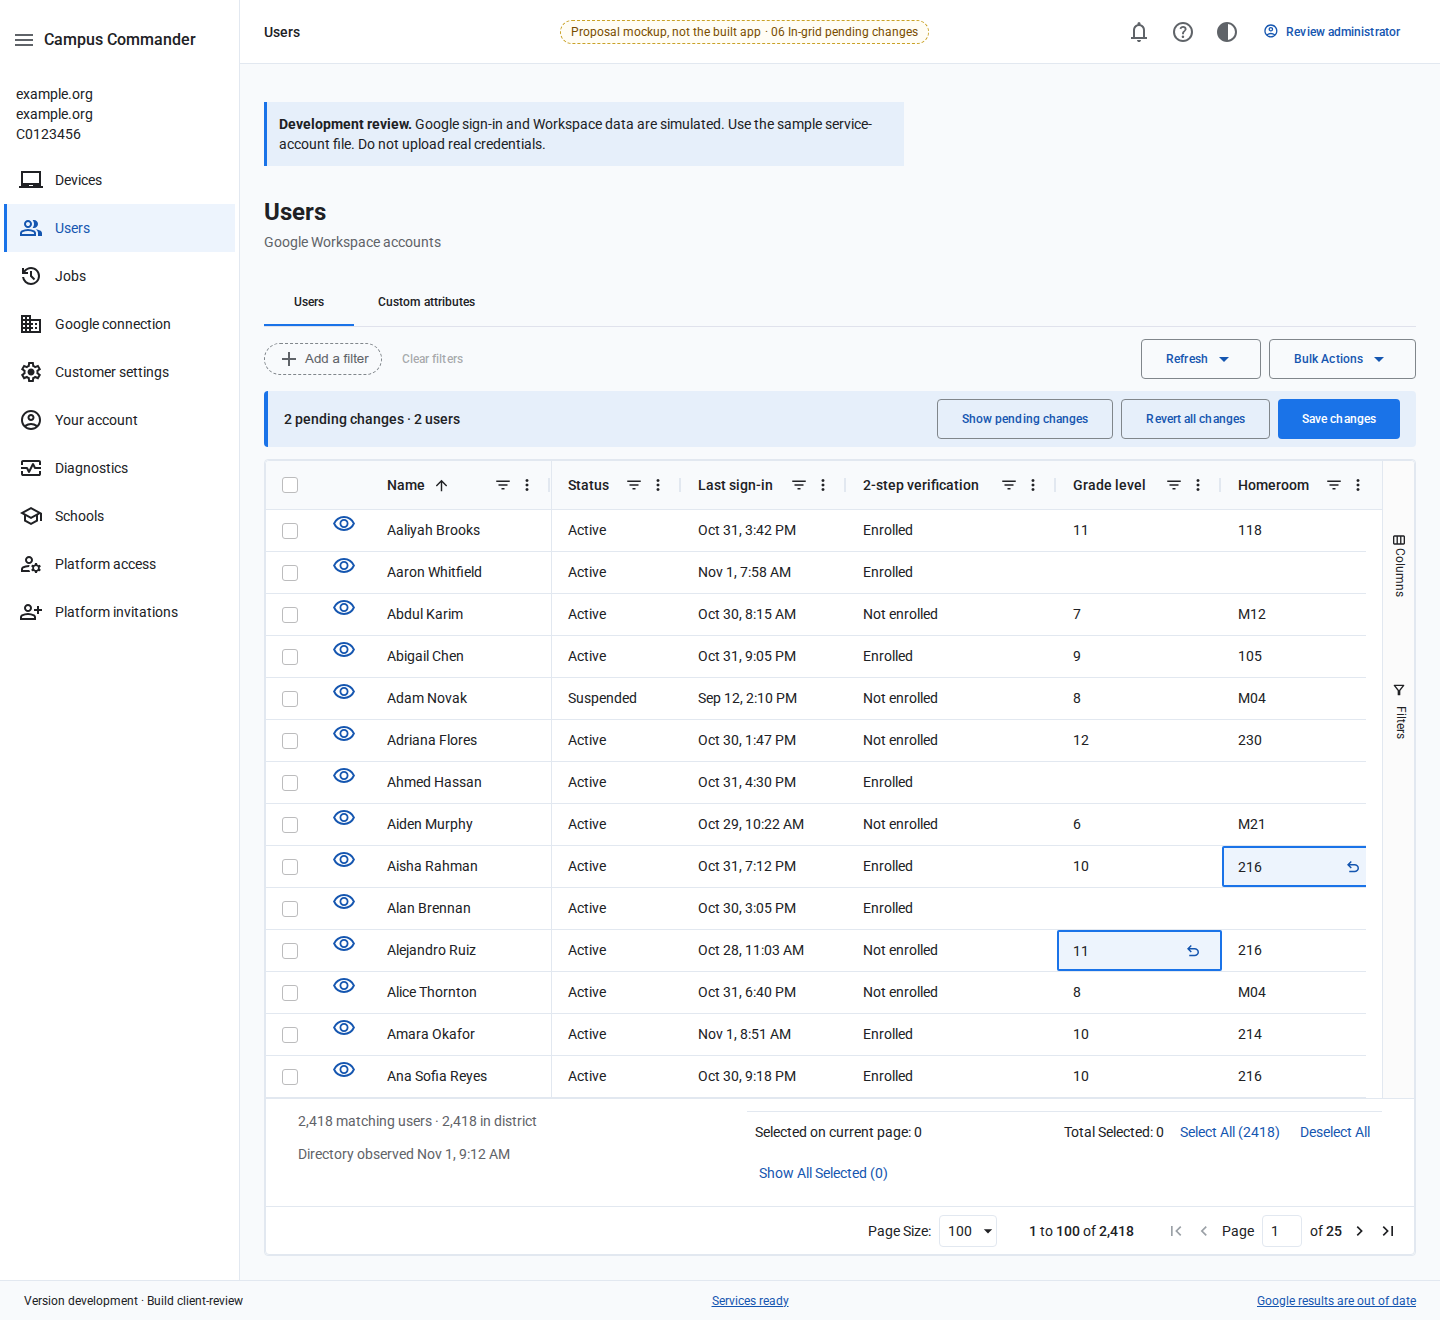 Campus Commander
Users
Proposal mockup, not the built app · 06 In-grid pending changes
Review administrator
example.org
example.org
C0123456
Devices
Users
Jobs
Google connection
Customer settings
Your account
Diagnostics
Schools
Platform access
Platform invitations
Development review. Google sign-in and Workspace data are simulated. Use the sample service-
account file. Do not upload real credentials.
Users
Google Workspace accounts
Users Custom attributes
Add a filter Clear filters Refresh Bulk Actions
2 pending changes · 2 users Show pending changes Revert all changes Save changes
Name Status Last sign-in 2-step verification Grade level Homeroom
Aaliyah Brooks Active Oct 31, 3:42 PM Enrolled 11 118
Aaron Whitfield Active Nov 1, 7:58 AM Enrolled
Abdul Karim Active Oct 30, 8:15 AM Not enrolled 7 M12
Abigail Chen Active Oct 31, 9:05 PM Enrolled 9 105
Adam Novak Suspended Sep 12, 2:10 PM Not enrolled 8 M04
Adriana Flores Active Oct 30, 1:47 PM Not enrolled 12 230
Ahmed Hassan Active Oct 31, 4:30 PM Enrolled
Aiden Murphy Active Oct 29, 10:22 AM Not enrolled 6 M21
Aisha Rahman Active Oct 31, 7:12 PM Enrolled 10 216
Alan Brennan Active Oct 30, 3:05 PM Enrolled
Alejandro Ruiz Active Oct 28, 11:03 AM Not enrolled 11 216
Alice Thornton Active Oct 31, 6:40 PM Not enrolled 8 M04
Amara Okafor Active Nov 1, 8:51 AM Enrolled 10 214
Ana Sofia Reyes Active Oct 30, 9:18 PM Enrolled 10 216
Columns
Filters
2,418 matching users · 2,418 in district
Directory observed Nov 1, 9:12 AM
Selected on current page: 0 Total Selected: 0 Select All (2418) Deselect All
Show All Selected (0)
Page Size: 100 1 to 100 of 2,418 Page 1 of 25
Version development · Build client-review Services ready Google results are out of date